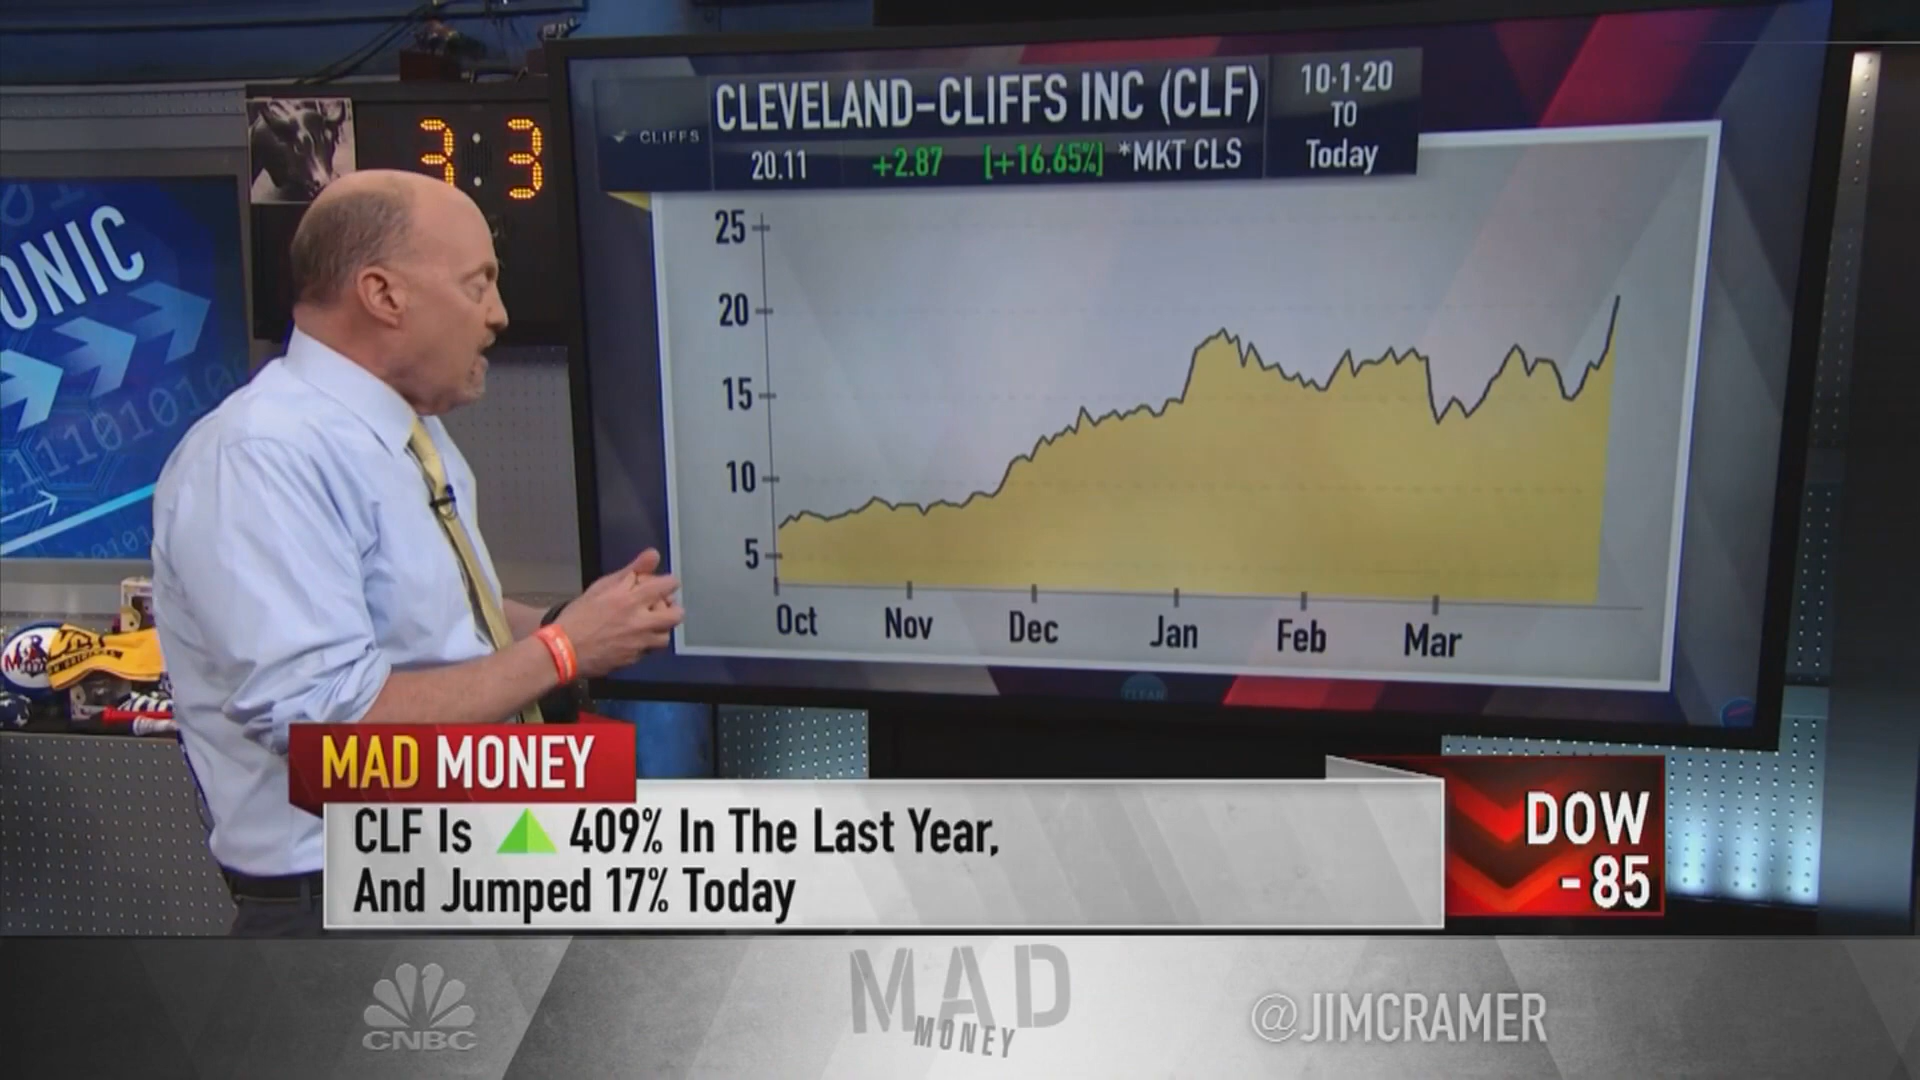 CLIFFS
CLEVELAND-CLIFFS INC (CLF)
20.11 +2.87 [+16.65%] *MKT CLS
10·1·20
TO
Today
3:3
ONIC
25
20
15
10
5
Oct Nov Dec Jan Feb Mar
CLEAR
MAD MONEY
CLF Is ▲ 409% In The Last Year,
And Jumped 17% Today
DOW
-85
CNBC
MAD
MONEY
@JIMCRAMER